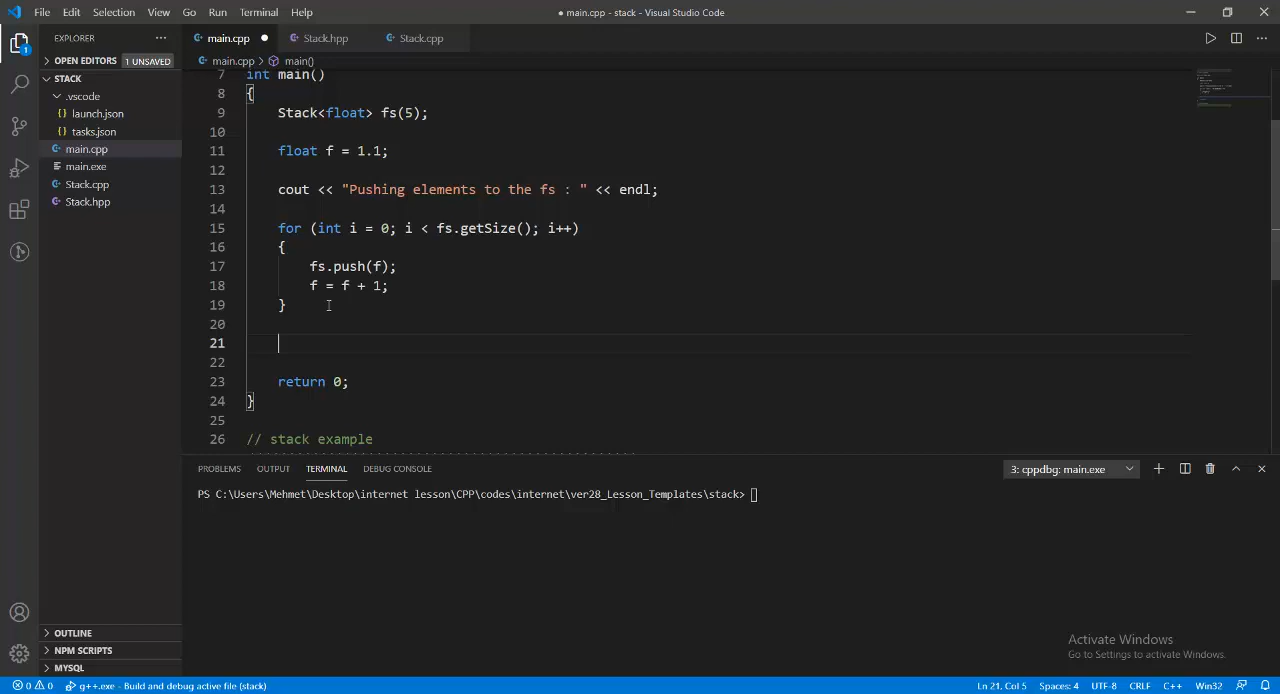 File Edit Selection View Go Run Terminal Help
● main.cpp - stack - Visual Studio Code
EXPLORER
main.cpp
Stack.hpp
Stack.cpp
OPEN EDITORS 1 UNSAVED
main.cpp > main()
STACK
.vscode
launch.json
tasks.json
main.cpp
main.exe
Stack.cpp
Stack.hpp
1
7 int main()
8 {
9 Stack<float> fs(5);
10
11 float f = 1.1;
12
13 cout << "Pushing elements to the fs : " << endl;
14
15 for (int i = 0; i < fs.getSize(); i++)
16 {
17 fs.push(f);
18 f = f + 1;
19 }
20
21
22
23 return 0;
24 }
25
26 // stack example
PROBLEMS OUTPUT TERMINAL DEBUG CONSOLE
3: cppdbg: main.exe
PS C:\Users\Mehmet\Desktop\internet lesson\CPP\codes\internet\ver28_Lesson_Templates\stack>
OUTLINE
NPM SCRIPTS
MYSQL
Activate Windows
Go to Settings to activate Windows.
0 0 g++.exe - Build and debug active file (stack)
Ln 21, Col 5 Spaces: 4 UTF-8 CRLF C++ Win32